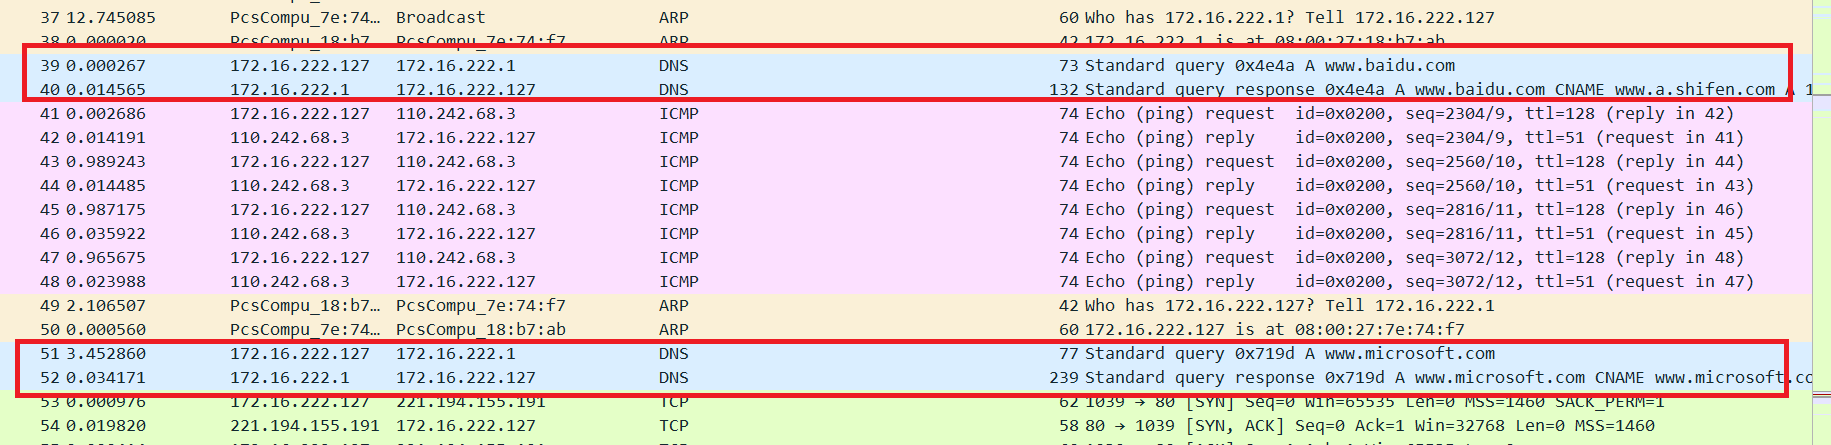 37 12.745085 PcsCompu_7e:74… Broadcast ARP 60 Who has 172.16.222.1? Tell 172.16.222.127
38 0.000020 PcsCompu_18:b7… PcsCompu_7e:74:f7 ARP 42 172.16.222.1 is at 08:00:27:18:b7:ab
39 0.000267 172.16.222.127 172.16.222.1 DNS 73 Standard query 0x4e4a A www.baidu.com
40 0.014565 172.16.222.1 172.16.222.127 DNS 132 Standard query response 0x4e4a A www.baidu.com CNAME www.a.shifen.com A 1
41 0.002686 172.16.222.127 110.242.68.3 ICMP 74 Echo (ping) request id=0x0200, seq=2304/9, ttl=128 (reply in 42)
42 0.014191 110.242.68.3 172.16.222.127 ICMP 74 Echo (ping) reply id=0x0200, seq=2304/9, ttl=51 (request in 41)
43 0.989243 172.16.222.127 110.242.68.3 ICMP 74 Echo (ping) request id=0x0200, seq=2560/10, ttl=128 (reply in 44)
44 0.014485 110.242.68.3 172.16.222.127 ICMP 74 Echo (ping) reply id=0x0200, seq=2560/10, ttl=51 (request in 43)
45 0.987175 172.16.222.127 110.242.68.3 ICMP 74 Echo (ping) request id=0x0200, seq=2816/11, ttl=128 (reply in 46)
46 0.035922 110.242.68.3 172.16.222.127 ICMP 74 Echo (ping) reply id=0x0200, seq=2816/11, ttl=51 (request in 45)
47 0.965675 172.16.222.127 110.242.68.3 ICMP 74 Echo (ping) request id=0x0200, seq=3072/12, ttl=128 (reply in 48)
48 0.023988 110.242.68.3 172.16.222.127 ICMP 74 Echo (ping) reply id=0x0200, seq=3072/12, ttl=51 (request in 47)
49 2.106507 PcsCompu_18:b7… PcsCompu_7e:74:f7 ARP 42 Who has 172.16.222.127? Tell 172.16.222.1
50 0.000560 PcsCompu_7e:74… PcsCompu_18:b7:ab ARP 60 172.16.222.127 is at 08:00:27:7e:74:f7
51 3.452860 172.16.222.127 172.16.222.1 DNS 77 Standard query 0x719d A www.microsoft.com
52 0.034171 172.16.222.1 172.16.222.127 DNS 239 Standard query response 0x719d A www.microsoft.com CNAME www.microsoft.co
53 0.000976 172.16.222.127 221.194.155.191 TCP 62 1039 → 80 [SYN] Seq=0 Win=65535 Len=0 MSS=1460 SACK_PERM=1
54 0.019820 221.194.155.191 172.16.222.127 TCP 58 80 → 1039 [SYN, ACK] Seq=0 Ack=1 Win=32768 Len=0 MSS=1460